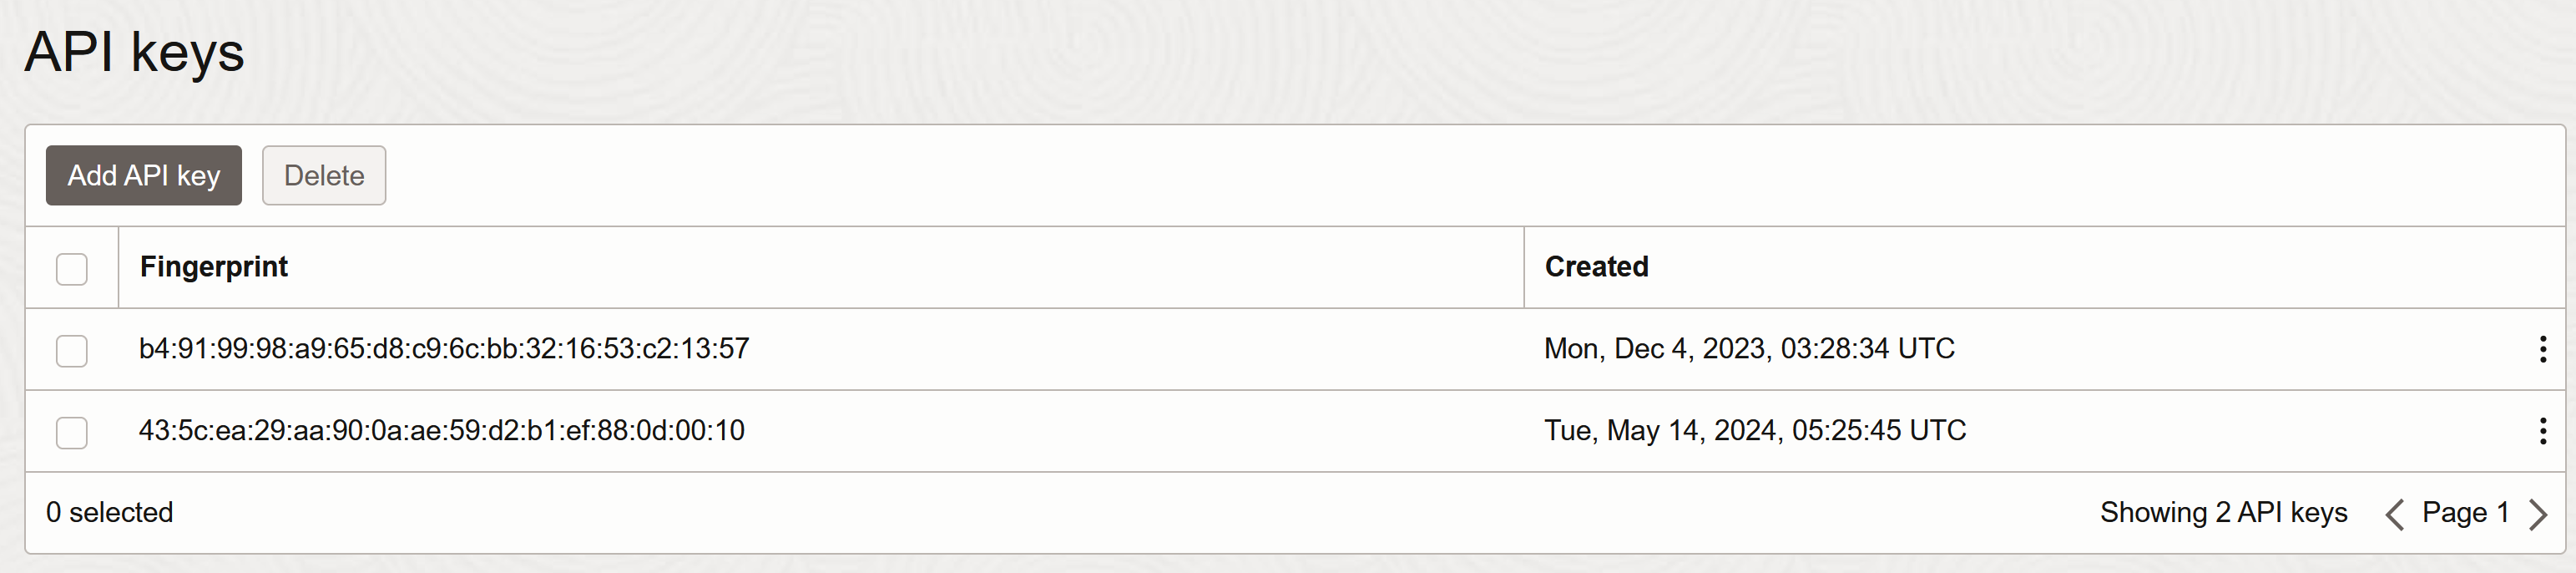 API keys
Add API key Delete
Fingerprint Created
b4:91:99:98:a9:65:d8:c9:6c:bb:32:16:53:c2:13:57 Mon, Dec 4, 2023, 03:28:34 UTC
43:5c:ea:29:aa:90:0a:ae:59:d2:b1:ef:88:0d:00:10 Tue, May 14, 2024, 05:25:45 UTC
0 selected Showing 2 API keys Page 1